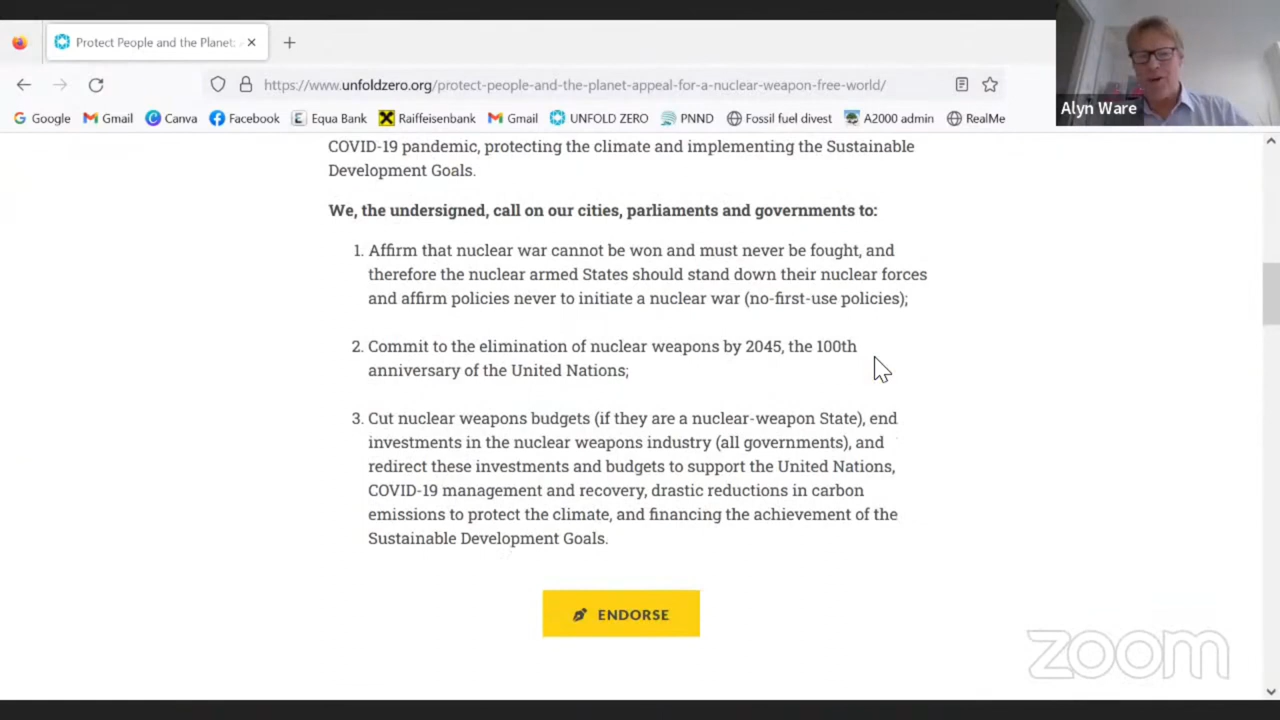 Protect People and the Planet:
https://www.unfoldzero.org/protect-people-and-the-planet-appeal-for-a-nuclear-weapon-free-world/
Alyn Ware
Google Gmail Canva Facebook Equa Bank Raiffeisenbank Gmail UNFOLD ZERO PNND Fossil fuel divest A2000 admin RealMe
COVID-19 pandemic, protecting the climate and implementing the Sustainable
Development Goals.
We, the undersigned, call on our cities, parliaments and governments to:
1. Affirm that nuclear war cannot be won and must never be fought, and
therefore the nuclear armed States should stand down their nuclear forces
and affirm policies never to initiate a nuclear war (no-first-use policies);
2. Commit to the elimination of nuclear weapons by 2045, the 100th
anniversary of the United Nations;
3. Cut nuclear weapons budgets (if they are a nuclear-weapon State), end
investments in the nuclear weapons industry (all governments), and
redirect these investments and budgets to support the United Nations,
COVID-19 management and recovery, drastic reductions in carbon
emissions to protect the climate, and financing the achievement of the
Sustainable Development Goals.
ENDORSE
zoom